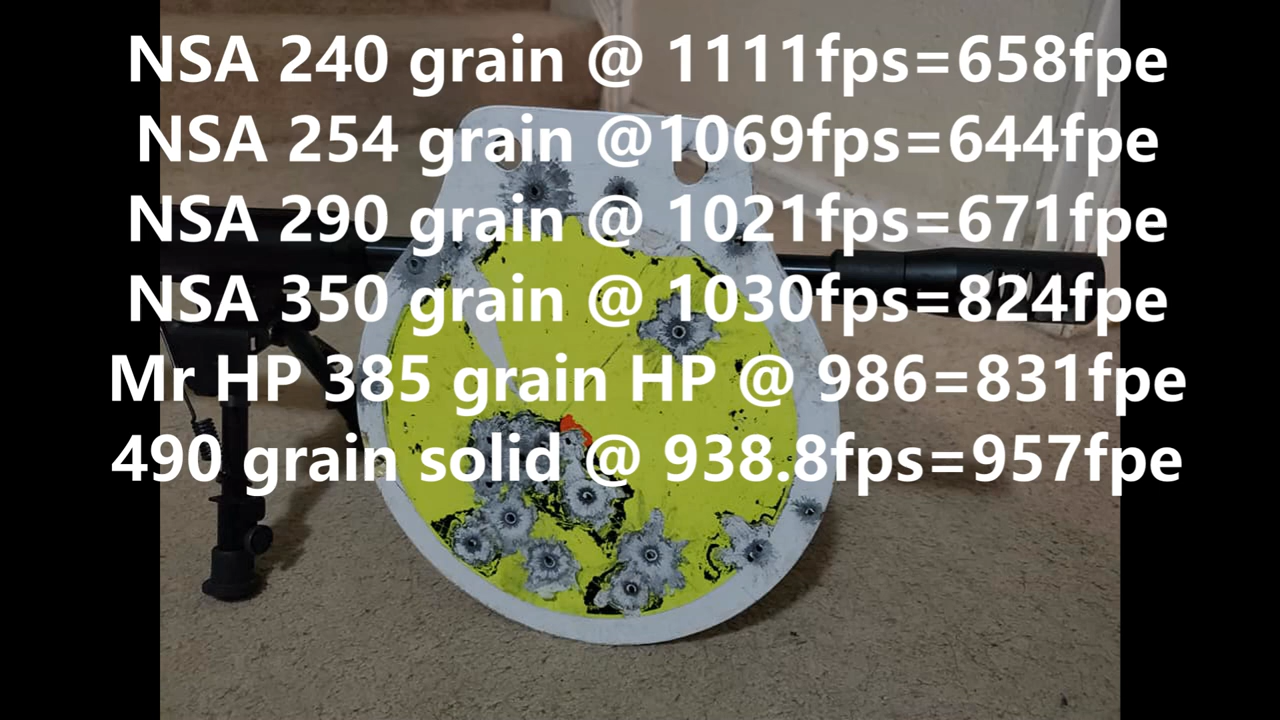 NSA 240 grain @ 1111fps=658fpe
NSA 254 grain @1069fps=644fpe
NSA 290 grain @ 1021fps=671fpe
NSA 350 grain @ 1030fps=824fpe
Mr HP 385 grain HP @ 986=831fpe
490 grain solid @ 938.8fps=957fpe